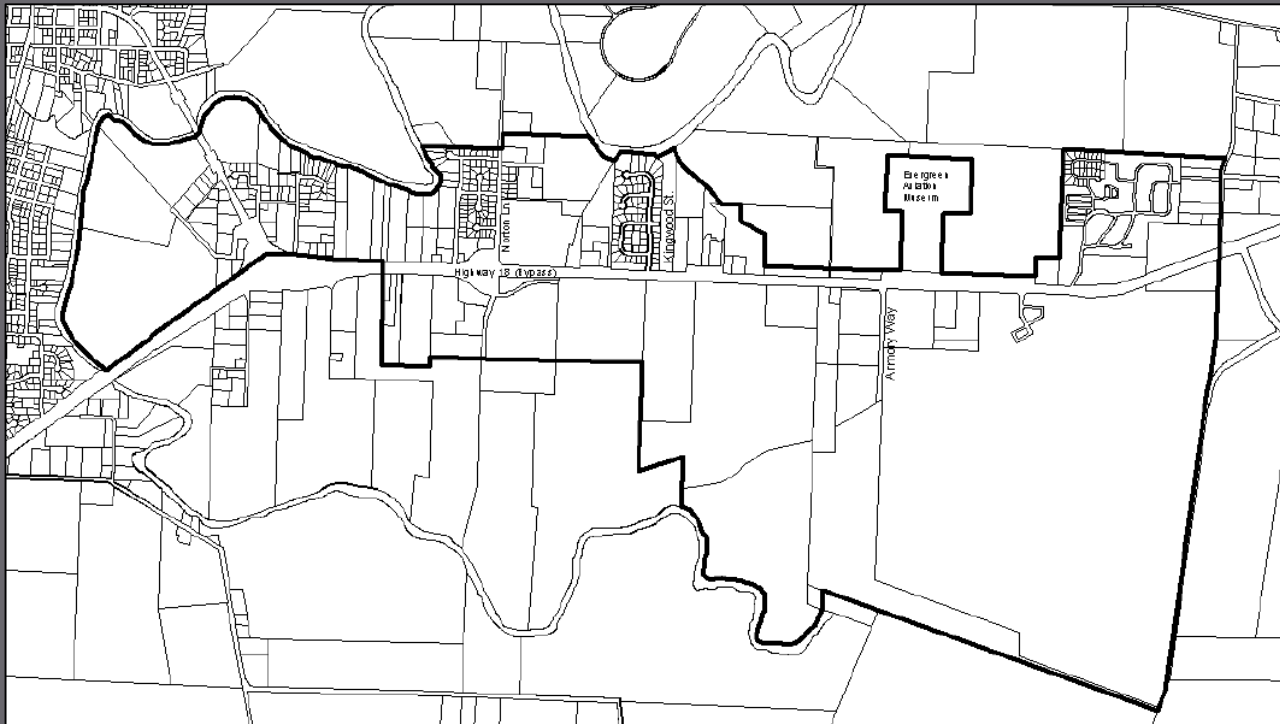 Evergreen
Aviation
Museum
Norton Ln
Kingwood St.
Highway 18 (bypass)
Armory Way